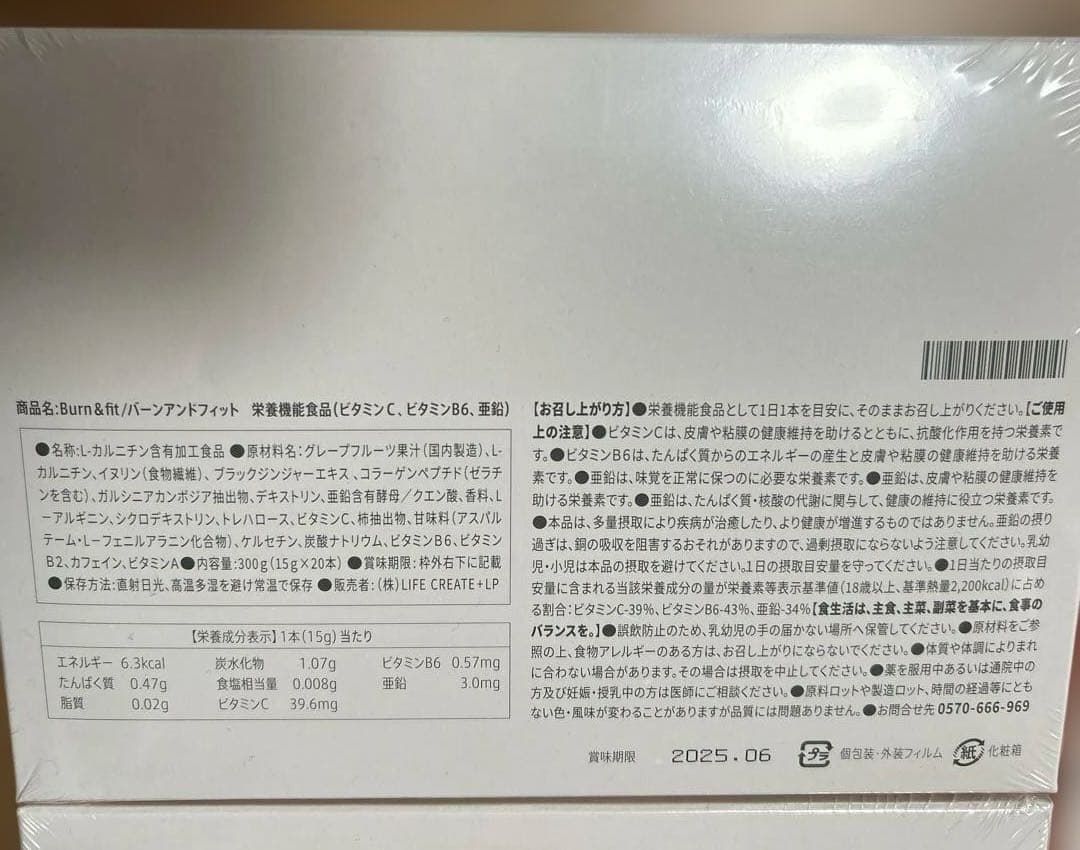 商品名:Burn&fit/バーンアンドフィット 栄養機能食品(ビタミンC、ビタミンB6、亜鉛)
●名称:L-カルニチン含有加工食品 ●原材料名:グレープフルーツ果汁(国内製造)、L-
カルニチン、イヌリン(食物繊維)、ブラックジンジャーエキス、コラーゲンペプチド(ゼラチ
ンを含む)、ガルシニアカンボジア抽出物、デキストリン、亜鉛含有酵母/クエン酸、香料、L
-アルギニン、シクロデキストリン、トレハロース、ビタミンC、柿抽出物、甘味料(アスパル
テーム・L-フェニルアラニン化合物)、ケルセチン、炭酸ナトリウム、ビタミンB6、ビタミン
B2、カフェイン、ビタミンA●内容量:300g(15g×20本)●賞味期限:枠外右下に記載
●保存方法:直射日光、高温多湿を避け常温で保存 ●販売者:(株)LIFE CREATE+LP
【栄養成分表示】1本(15g)当たり
エネルギー 6.3kcal 炭水化物 1.07g ビタミンB6 0.57mg
たんぱく質 0.47g 食塩相当量 0.008g 亜鉛 3.0mg
脂質 0.02g ビタミンC 39.6mg
【お召し上がり方】●栄養機能食品として1日1本を目安に、そのままお召し上がりください。【ご使用
上の注意】●ビタミンCは、皮膚や粘膜の健康維持を助けるとともに、抗酸化作用を持つ栄養素で
す。●ビタミンB6は、たんぱく質からのエネルギーの産生と皮膚や粘膜の健康維持を助ける栄養
素です。●亜鉛は、味覚を正常に保つのに必要な栄養素です。●亜鉛は、皮膚や粘膜の健康維持を
助ける栄養素です。●亜鉛は、たんぱく質・核酸の代謝に関与して、健康の維持に役立つ栄養素です。
●本品は、多量摂取により疾病が治癒したり、より健康が増進するものではありません。亜鉛の摂り
過ぎは、銅の吸収を阻害するおそれがありますので、過剰摂取にならないよう注意してください。乳幼
児・小児は本品の摂取を避けてください。1日の摂取目安量を守ってください。●1日当たりの摂取目
安量に含まれる当該栄養成分の量が栄養素等表示基準値(18歳以上、基準熱量2,200kcal)に占め
る割合:ビタミンC-39%、ビタミンB6-43%、亜鉛-34%【食生活は、主食、主菜、副菜を基本に、食事の
バランスを。】●誤飲防止のため、乳幼児の手の届かない場所へ保管してください。●原材料をご参
照の上、食物アレルギーのある方は、お召し上がりにならないでください。●体質や体調によりまれ
に合わない場合があります。その場合は摂取を中止してください。●薬を服用中あるいは通院中の
方及び妊娠・授乳中の方は医師にご相談ください。●原料ロットや製造ロット、時間の経過等にとも
ない色・風味が変わることがありますが品質には問題ありません。●お問合せ先 0570-666-969
賞味期限 2025.06 プラ 個包装・外装フィルム 紙 化粧箱